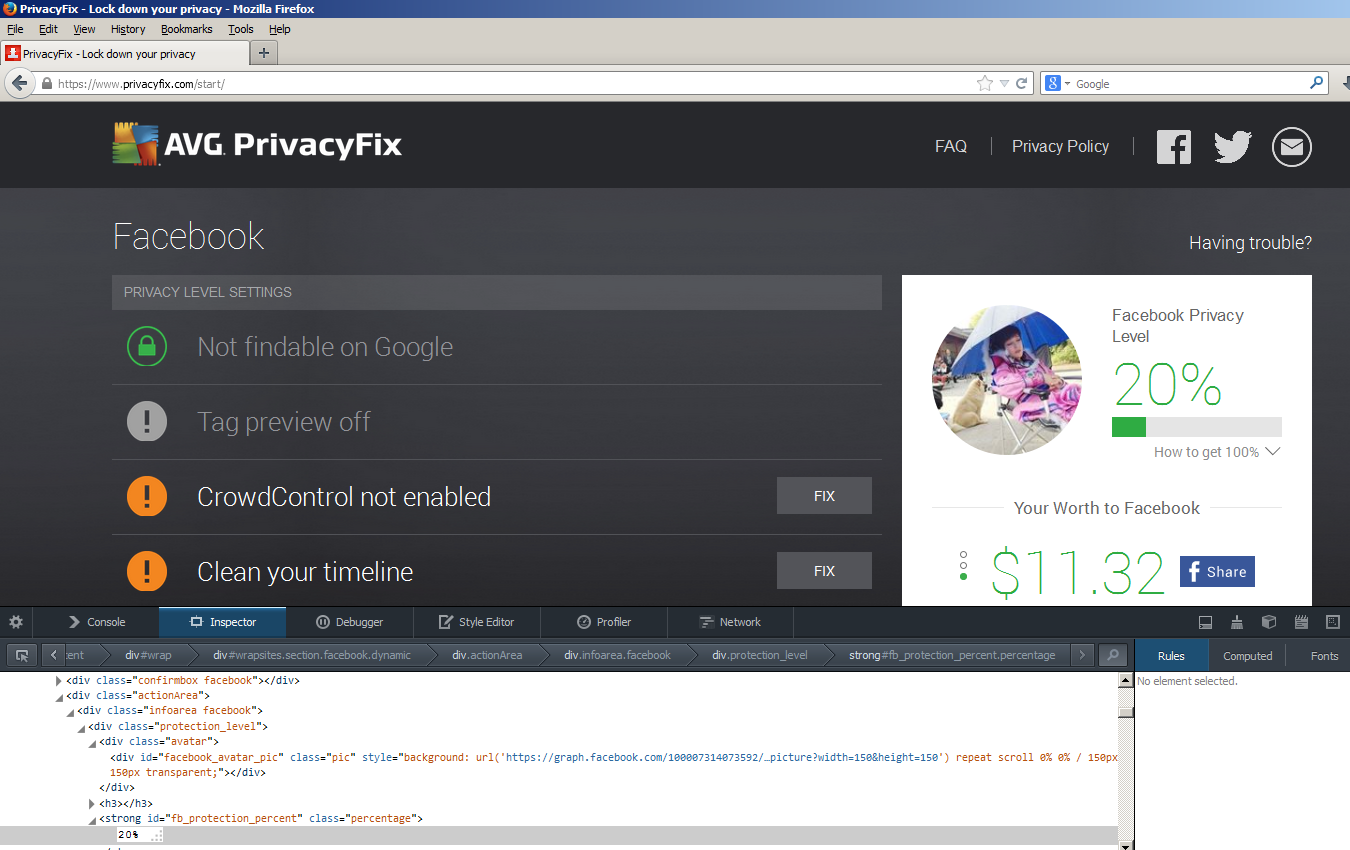 PrivacyFix - Lock down your privacy - Mozilla Firefox
File Edit View History Bookmarks Tools Help
PrivacyFix - Lock down your privacy
https://www.privacyfix.com/start/
Google
AVG. PrivacyFix
FAQ
Privacy Policy
Facebook
Having trouble?
PRIVACY LEVEL SETTINGS
Not findable on Google
Tag preview off
CrowdControl not enabled
FIX
Clean your timeline
FIX
Facebook Privacy
Level
20%
How to get 100%
Your Worth to Facebook
$11.32
Share
Console
Inspector
Debugger
Style Editor
Profiler
Network
:ent
div#wrap
div#wrapsites.section.facebook.dynamic
div.actionArea
div.infoarea.facebook
div.protection_level
strong#fb_protection_percent.percentage
Rules
Computed
Fonts
<div class="confirmbox facebook"></div>
<div class="actionArea">
<div class="infoarea facebook">
<div class="protection_level">
<div class="avatar">
<div id="facebook_avatar_pic" class="pic" style="background: url('https://graph.facebook.com/100007314073592/…picture?width=150&height=150') repeat scroll 0% 0% / 150px
150px transparent;"></div>
</div>
<h3></h3>
<strong id="fb_protection_percent" class="percentage">
20%
No element selected.